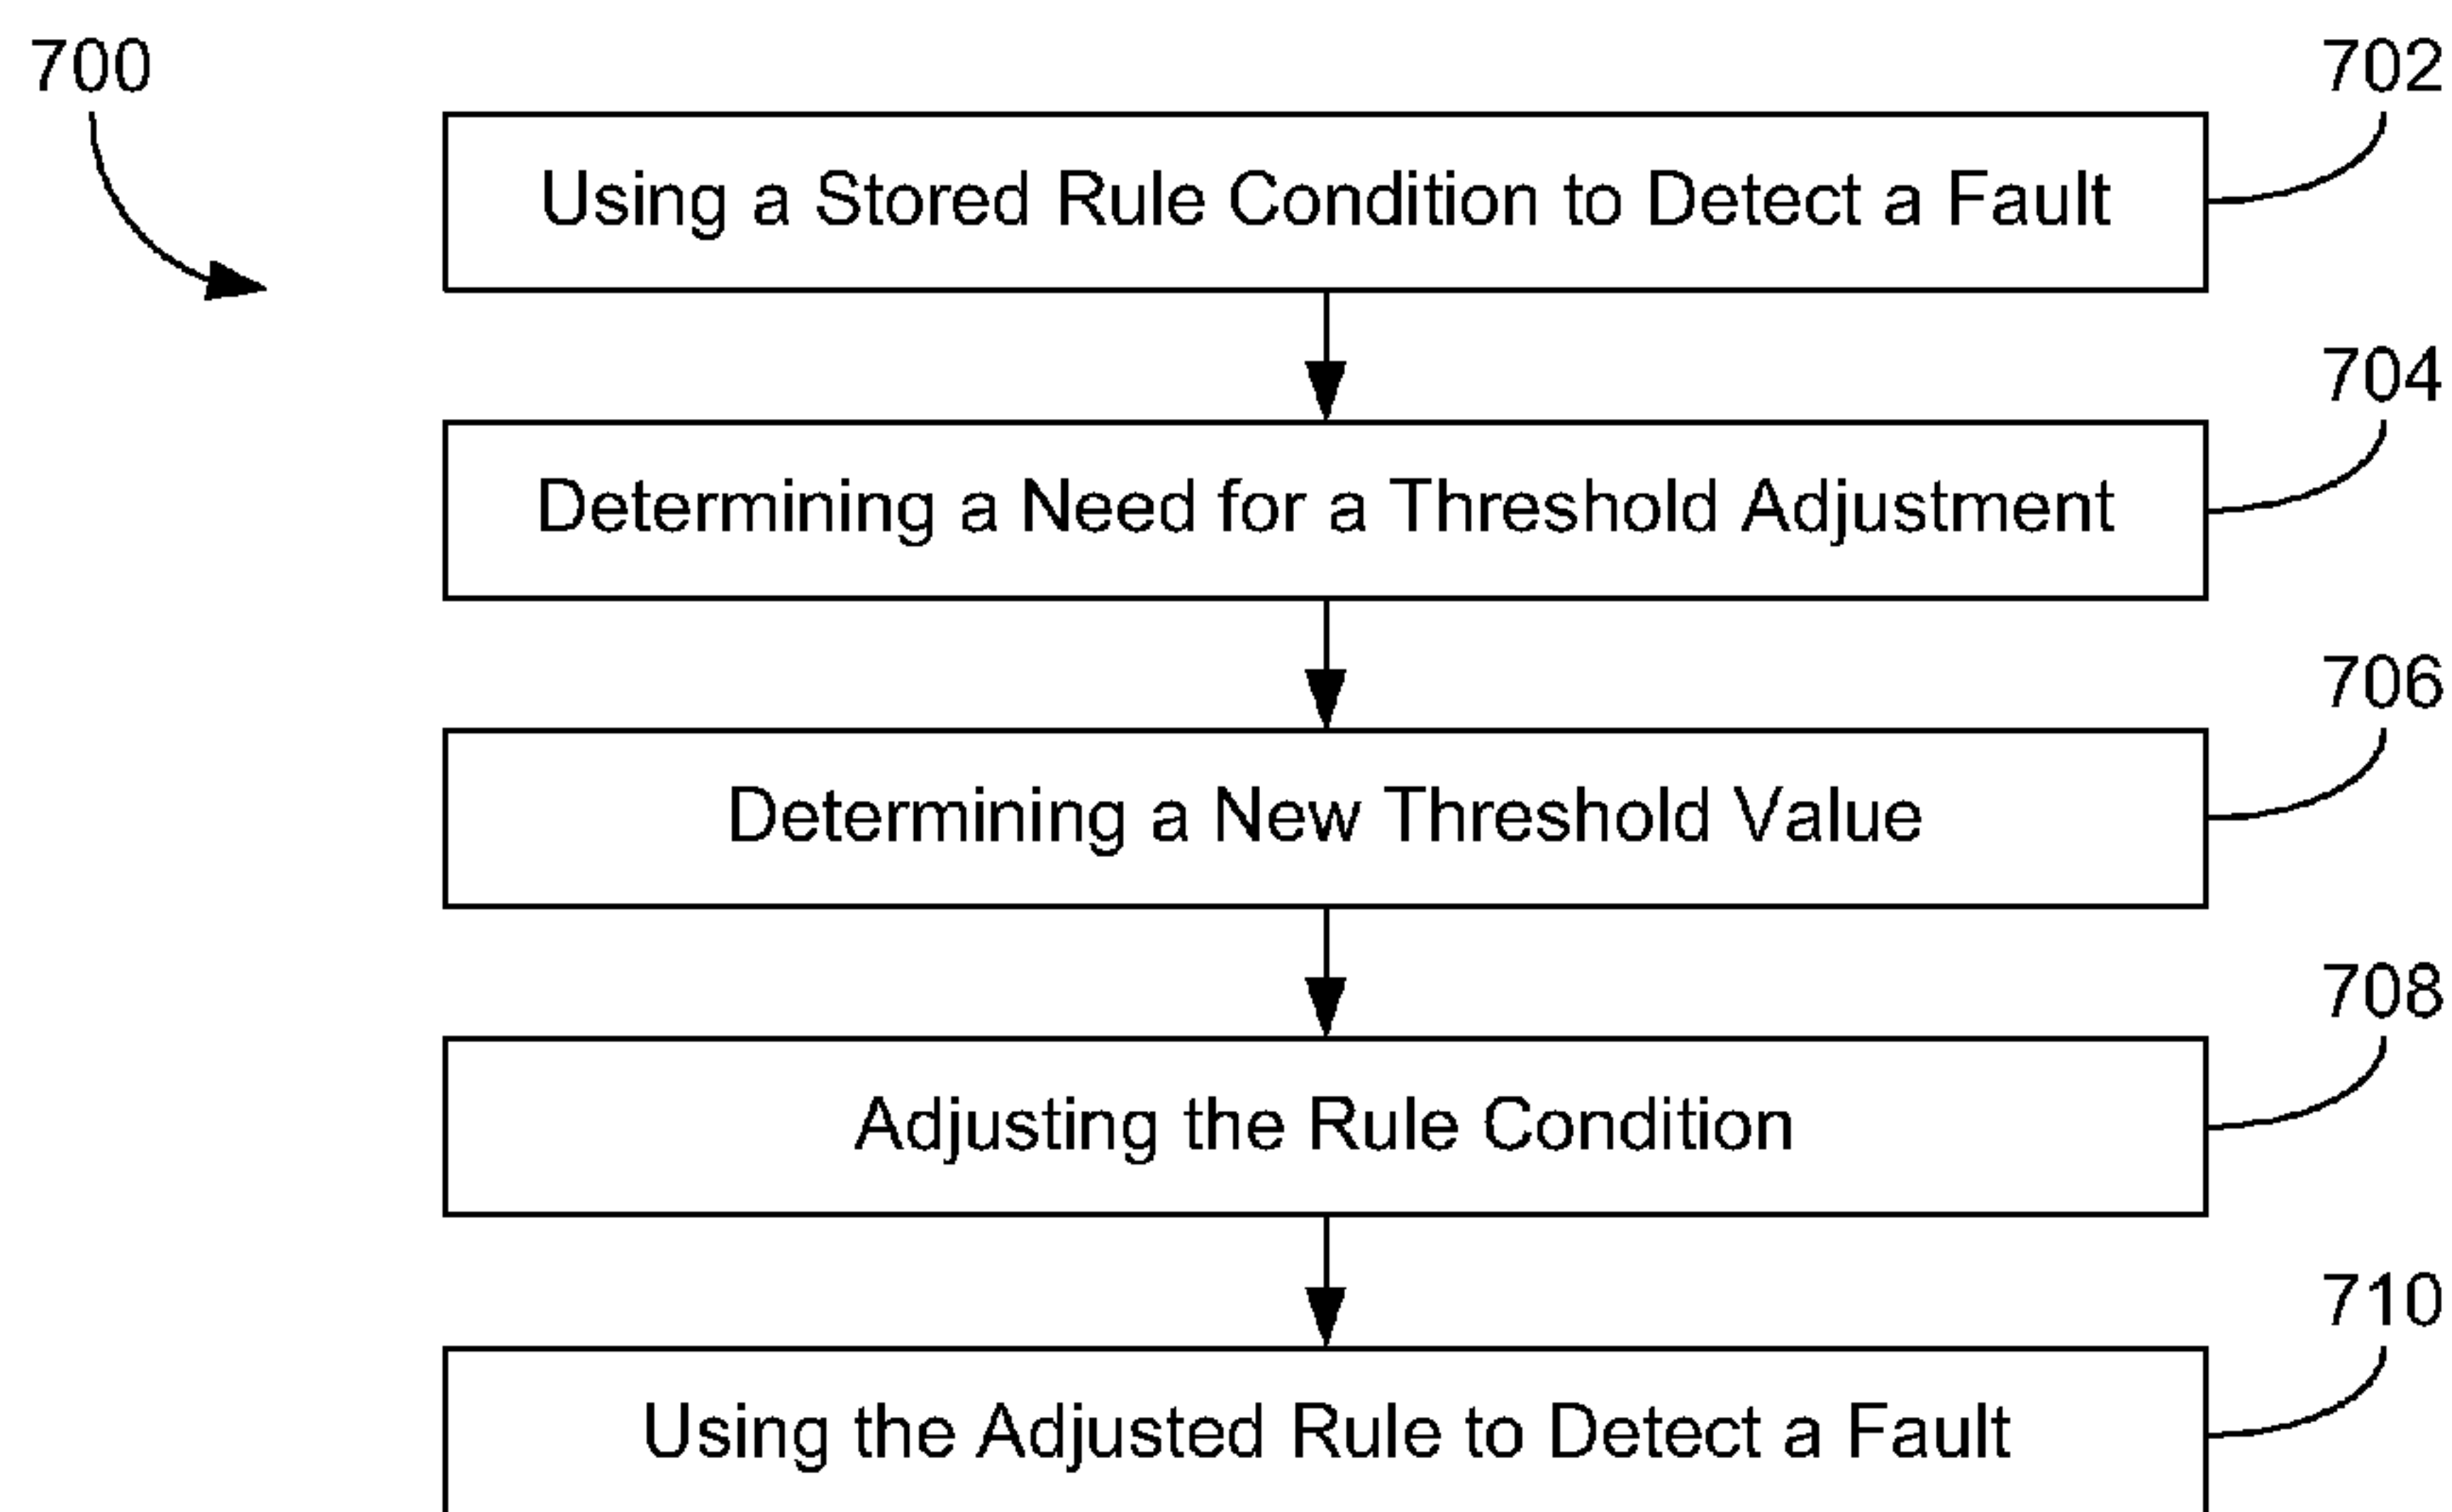 700
702
Using a Stored Rule Condition to Detect a Fault
704
Determining a Need for a Threshold Adjustment
706
Determining a New Threshold Value
708
Adjusting the Rule Condition
710
Using the Adjusted Rule to Detect a Fault